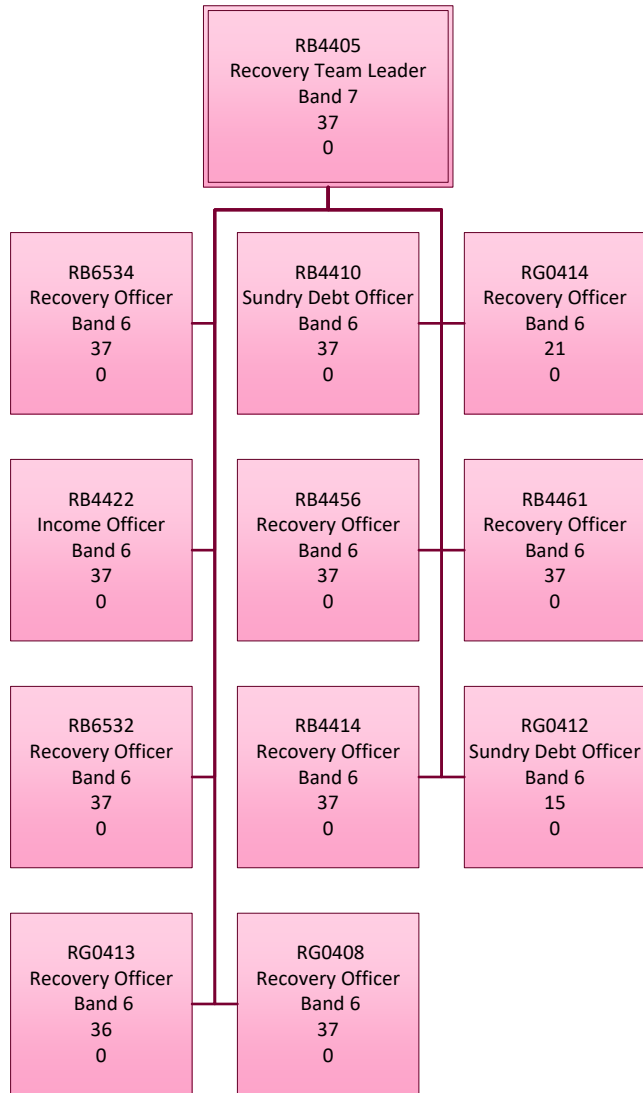 RB4405
Recovery Team Leader
Band 7
37
0
RB6534
Recovery Officer
Band 6
37
0
RB4410
Sundry Debt Officer
Band 6
37
0
RG0414
Recovery Officer
Band 6
21
0
RB4422
Income Officer
Band 6
37
0
RB4456
Recovery Officer
Band 6
37
0
RB4461
Recovery Officer
Band 6
37
0
RB6532
Recovery Officer
Band 6
37
0
RB4414
Recovery Officer
Band 6
37
0
RG0412
Sundry Debt Officer
Band 6
15
0
RG0413
Recovery Officer
Band 6
36
0
RG0408
Recovery Officer
Band 6
37
0